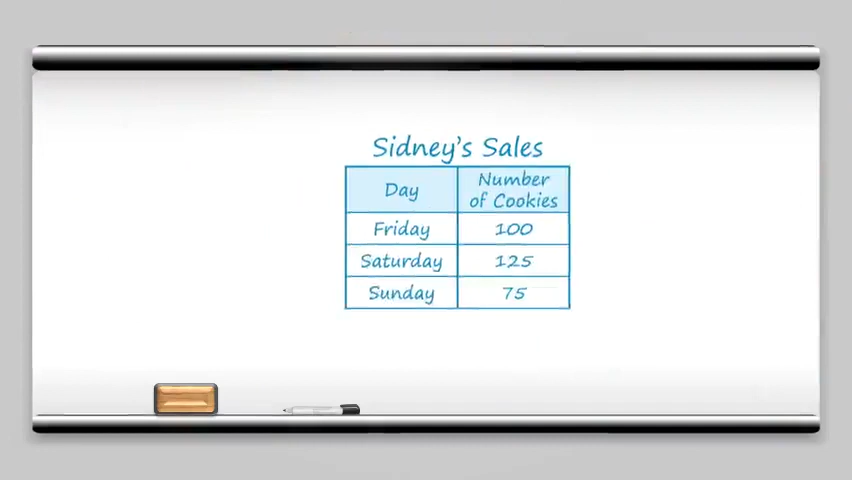 Sidney's Sales
Day
Number
of Cookies
Friday 100
Saturday 125
Sunday 75